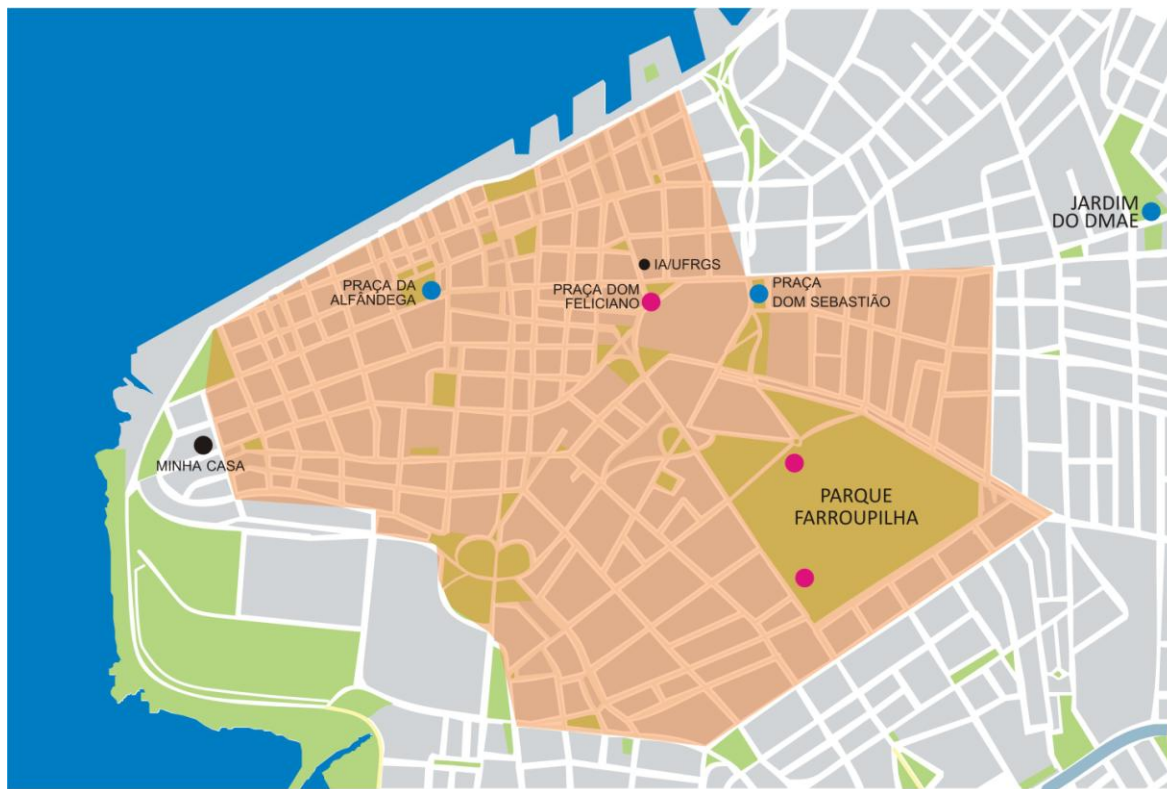 JARDIM
DO DMAE
IA/UFRGS
PRAÇA DA
ALFÂNDEGA
PRAÇA DOM
FELICIANO
PRAÇA
DOM SEBASTIÃO
MINHA CASA
PARQUE
FARROUPILHA